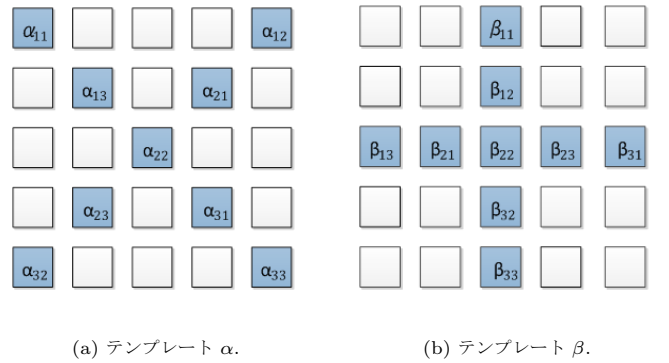 α₁₁ α₁₂ β₁₁
α₁₃ α₂₁ β₁₂
α₂₂ β₁₃ β₂₁ β₂₂ β₂₃ β₃₁
α₂₃ α₃₁ β₃₂
α₃₂ α₃₃ β₃₃
(a) テンプレート α.
(b) テンプレート β.